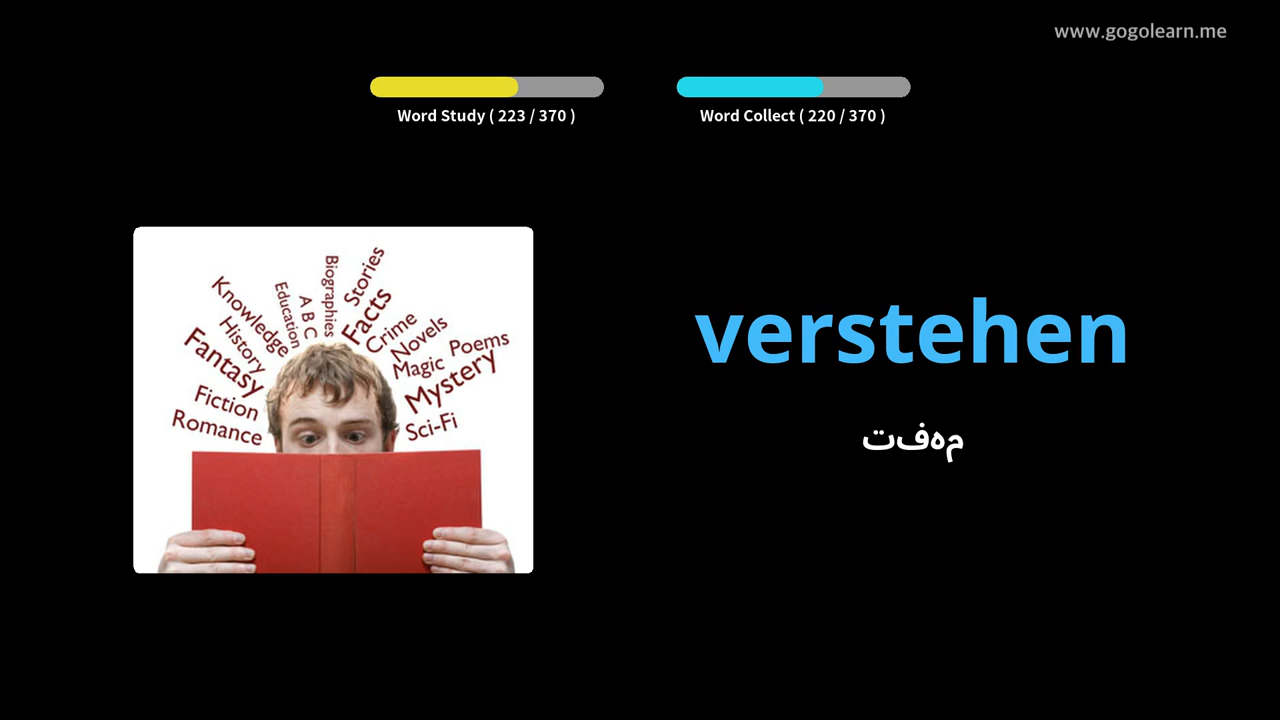 www.gogolearn.me
Word Study ( 223 / 370 )
Word Collect ( 220 / 370 )
Knowledge
History
Fantasy
Fiction
Romance
Education
A B C
Biographies
Stories
Facts
Crime
Novels
Magic
Poems
Mystery
Sci-Fi
verstehen
مهفت